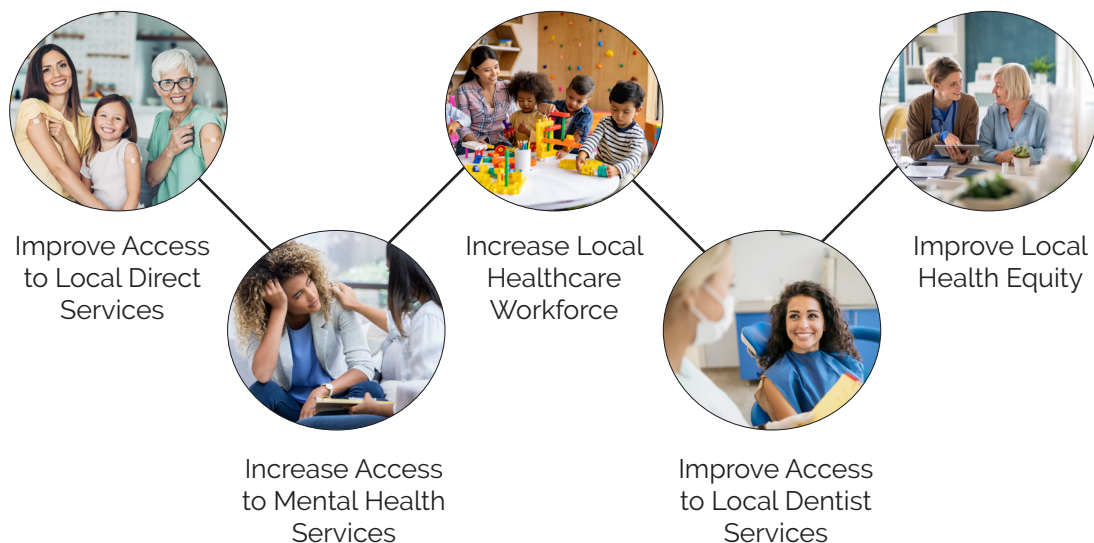 Improve Access
to Local Direct
Services
Increase Access
to Mental Health
Services
Increase Local
Healthcare
Workforce
Improve Access
to Local Dentist
Services
Improve Local
Health Equity